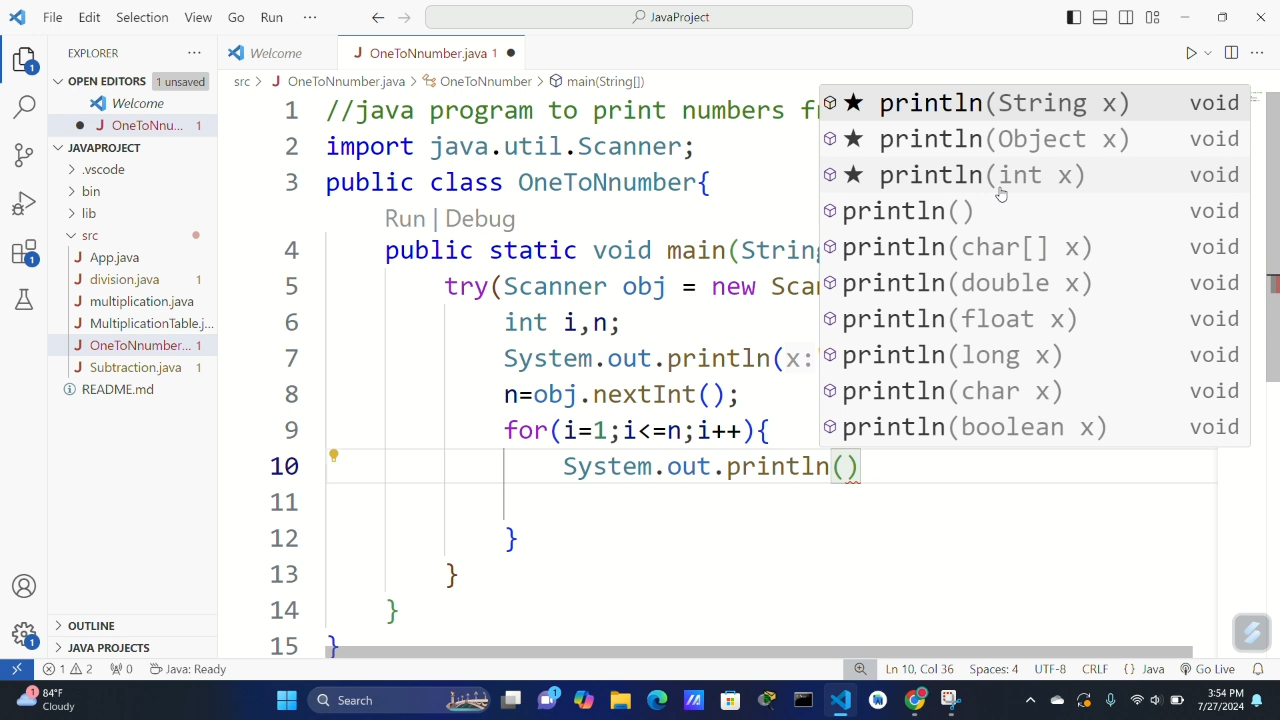 File Edit Selection View Go Run ··· JavaProject
EXPLORER ···
OPEN EDITORS 1 unsaved
Welcome
OneToNnu... 1
JAVAPROJECT
.vscode
bin
lib
src
App.java
division.java 1
multiplication.java
MultiplicationTable.j...
OneToNnumber... 1
Subtraction.java 1
README.md
OUTLINE
JAVA PROJECTS
1
1
1
Welcome
OneToNnumber.java 1
src > OneToNnumber.java > OneToNnumber > main(String[])
1 //java program to print numbers
2 import java.util.Scanner;
3 public class OneToNnumber{
Run | Debug
4 public static void main(String
5 try(Scanner obj = new
6 int i,n;
7 System.out.println(x:
8 n=obj.nextInt();
9 for(i=1;i<=n;i++){
10 System.out.println()
11
12 }
13 }
14 }
15 }
println(String x) void
println(Object x) void
println(int x) void
println() void
println(char[] x) void
println(double x) void
println(float x) void
println(long x) void
println(char x) void
println(boolean x) void
1 2 0 Java: Ready Ln 10, Col 36 Spaces: 4 UTF-8 CRLF {} Java Go Live
1 84°F
Cloudy
Search
1
3:54 PM
7/27/2024